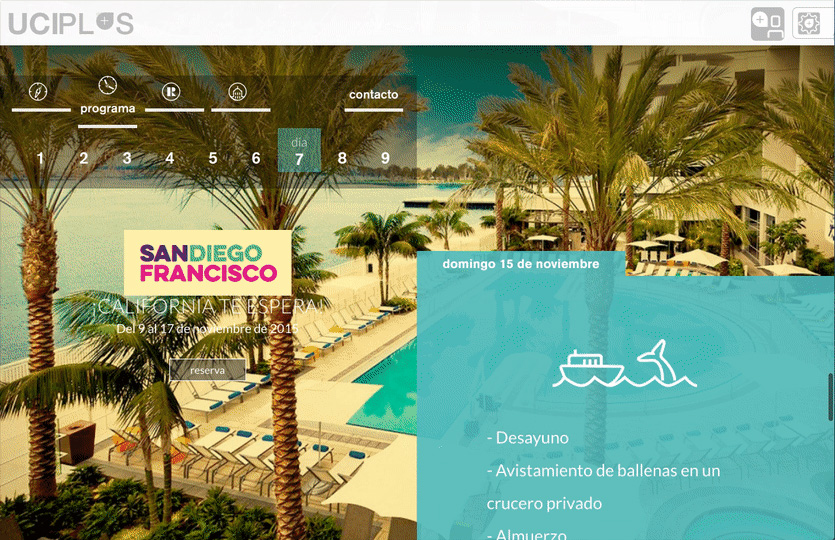 UCIPLUS
programa
contacto
día
1 2 3 4 5 6 7 8 9
SANDIEGO
FRANCISCO
¡CALIFORNIA TE ESPERA!
Del 9 al 17 de noviembre de 2015
reserva
domingo 15 de noviembre
- Desayuno
- Avistamiento de ballenas en un
crucero privado
- Almuerzo